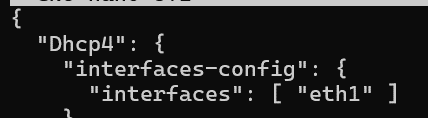 {
"Dhcp4": {
"interfaces-config": {
"interfaces": [ "eth1" ]
}